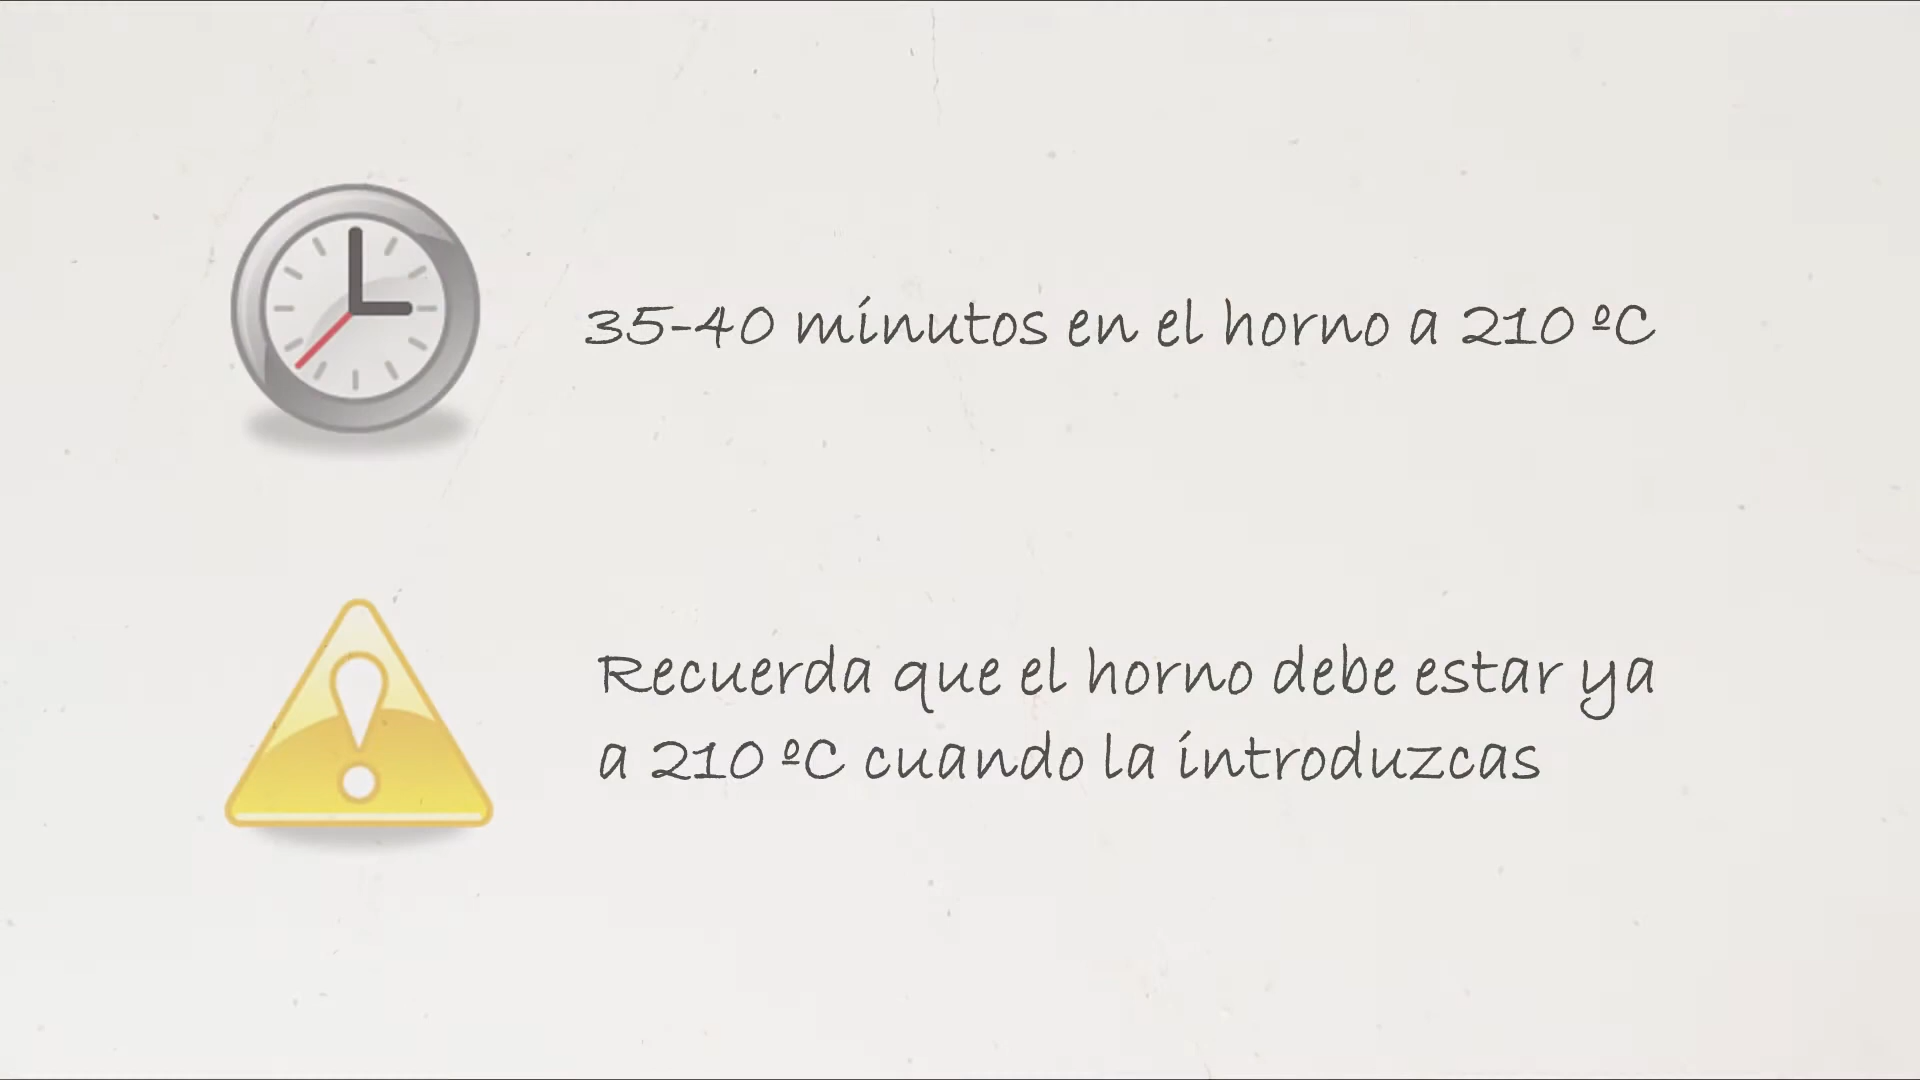 35-40 minutos en el horno a 210 ºC
Recuerda que el horno debe estar ya
a 210 ºC cuando la introduzcas